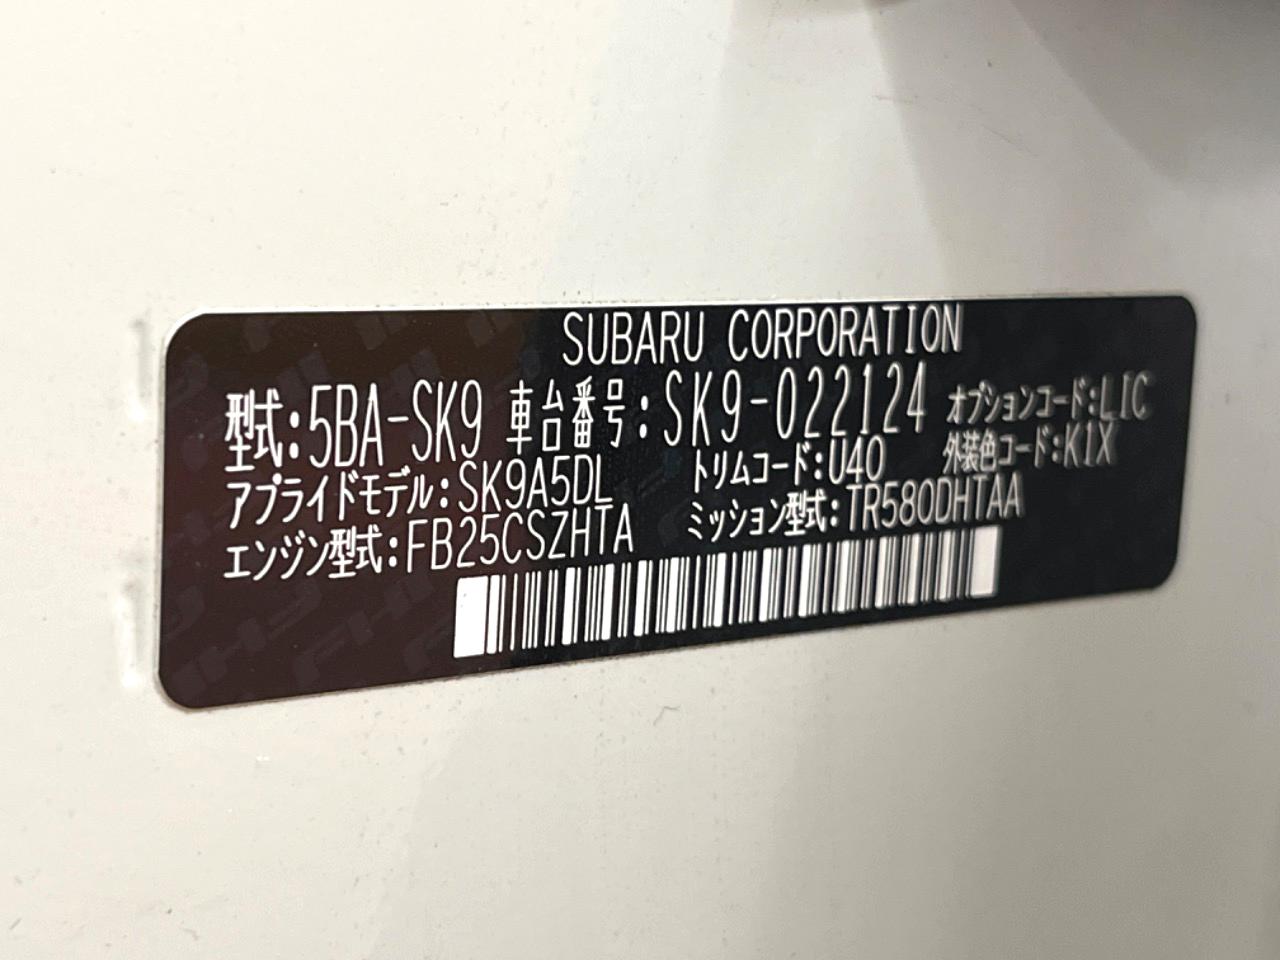 SUBARU CORPORATION
型式:5BA-SK9 車台番号:SK9-022124 オプションコード:LIC
アプライドモデル:SK9A5DL トリムコード:U40 外装色コード:K1X
エンジン型式:FB25CSZHTA ミッション型式:TR580DHTAA